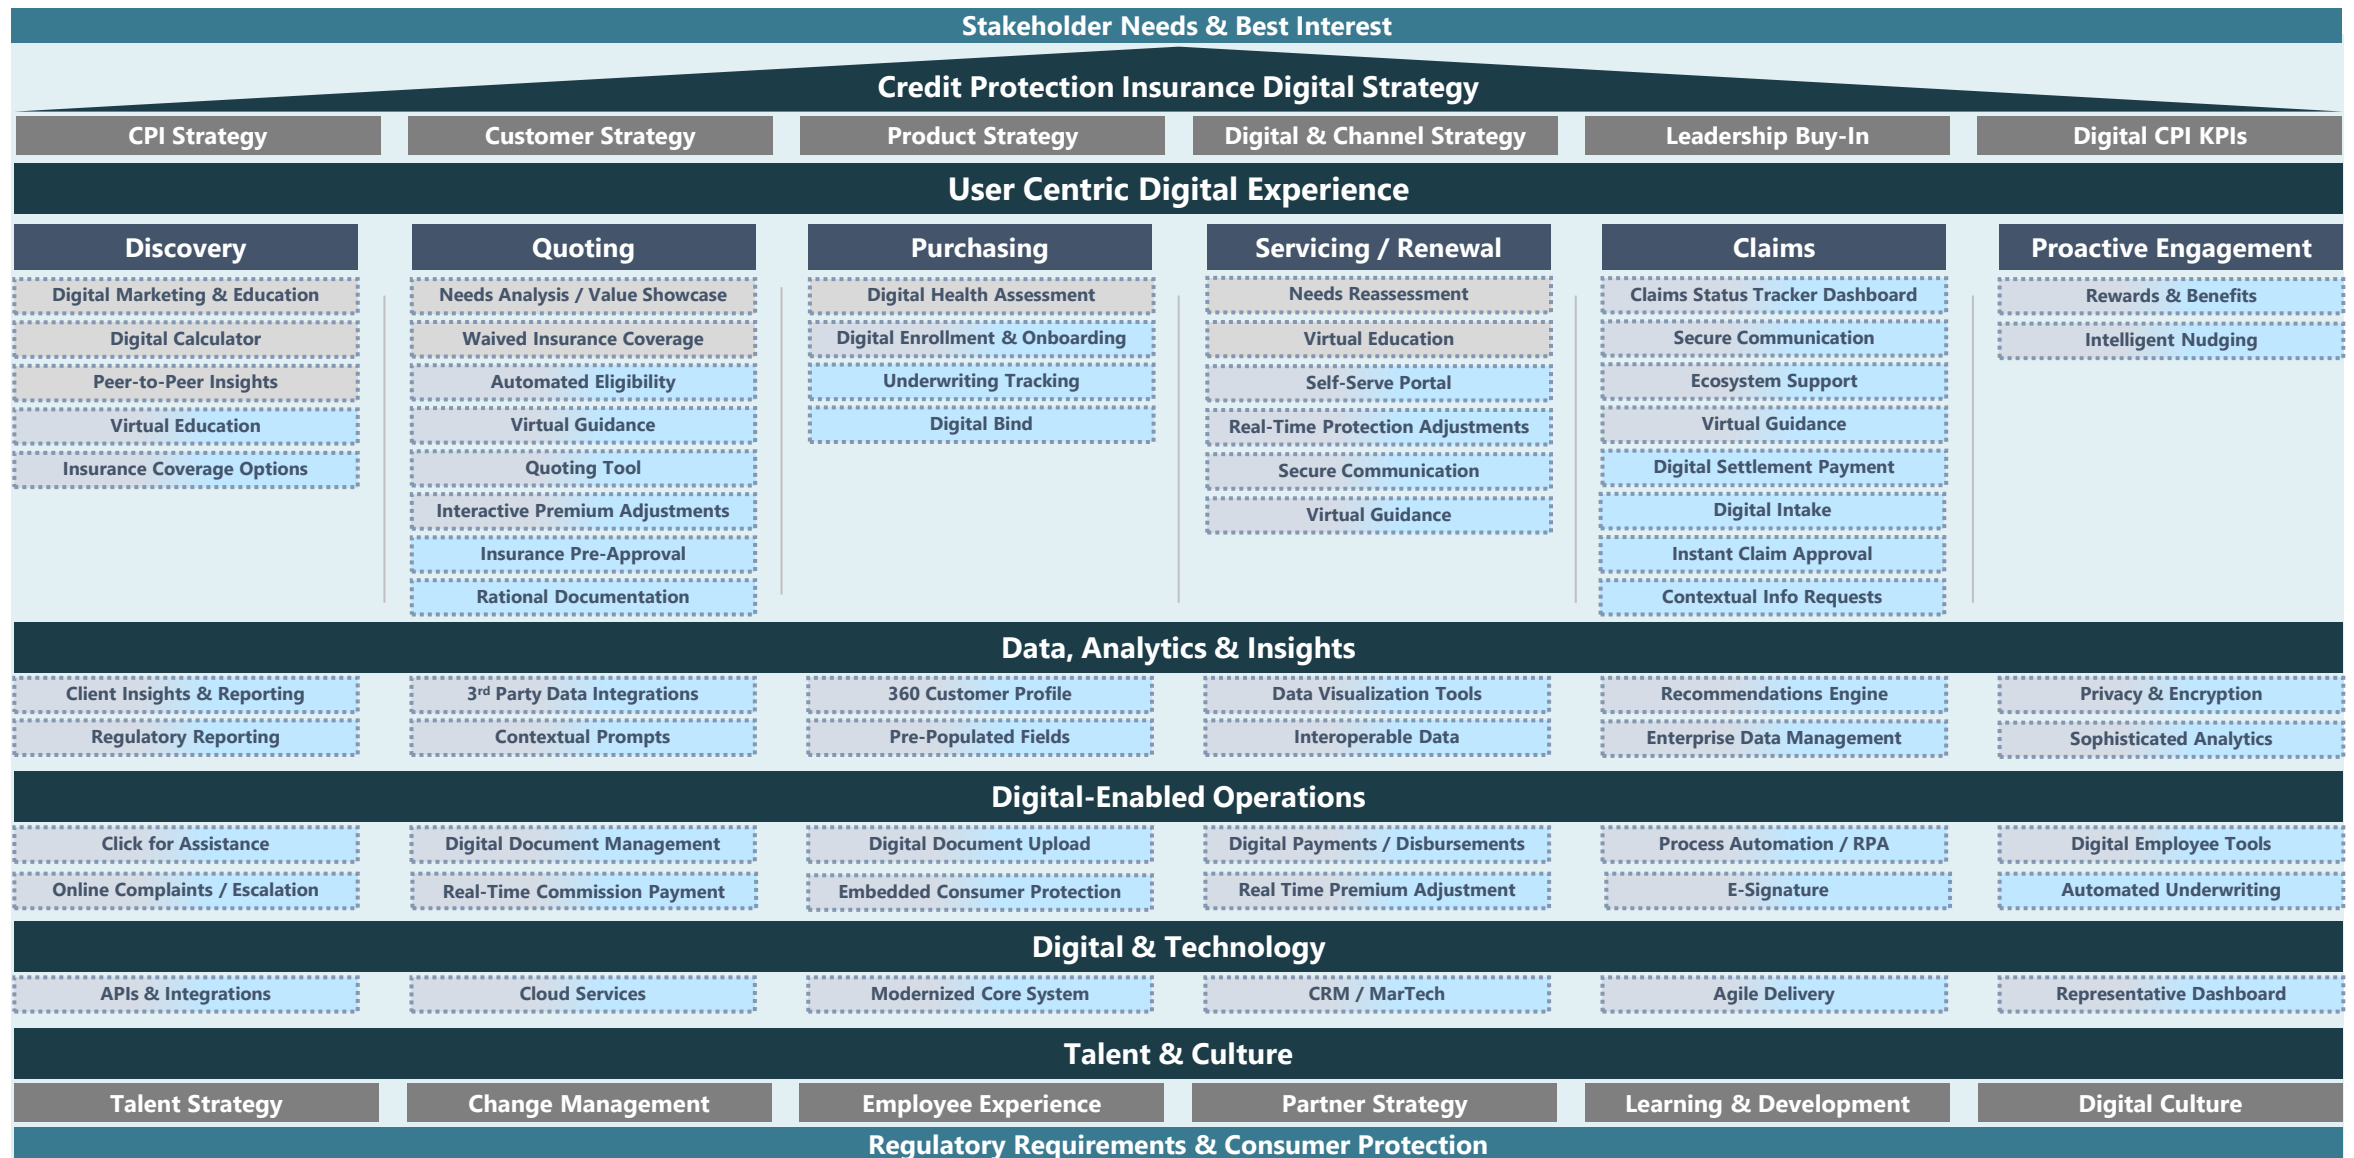 Stakeholder Needs & Best Interest
Credit Protection Insurance Digital Strategy
CPI Strategy
Customer Strategy
Product Strategy
Digital & Channel Strategy
Leadership Buy-In
Digital CPI KPIs
User Centric Digital Experience
Discovery
Digital Marketing & Education
Digital Calculator
Peer-to-Peer Insights
Virtual Education
Insurance Coverage Options
Quoting
Needs Analysis / Value Showcase
Waived Insurance Coverage
Automated Eligibility
Virtual Guidance
Quoting Tool
Interactive Premium Adjustments
Insurance Pre-Approval
Rational Documentation
Purchasing
Digital Health Assessment
Digital Enrollment & Onboarding
Underwriting Tracking
Digital Bind
Servicing / Renewal
Needs Reassessment
Virtual Education
Self-Serve Portal
Real-Time Protection Adjustments
Secure Communication
Virtual Guidance
Claims
Claims Status Tracker Dashboard
Secure Communication
Ecosystem Support
Virtual Guidance
Digital Settlement Payment
Digital Intake
Instant Claim Approval
Contextual Info Requests
Proactive Engagement
Rewards & Benefits
Intelligent Nudging
Data, Analytics & Insights
Client Insights & Reporting
3rd Party Data Integrations
360 Customer Profile
Data Visualization Tools
Recommendations Engine
Privacy & Encryption
Regulatory Reporting
Contextual Prompts
Pre-Populated Fields
Interoperable Data
Enterprise Data Management
Sophisticated Analytics
Digital-Enabled Operations
Click for Assistance
Digital Document Management
Digital Document Upload
Digital Payments / Disbursements
Process Automation / RPA
Digital Employee Tools
Online Complaints / Escalation
Real-Time Commission Payment
Embedded Consumer Protection
Real Time Premium Adjustment
E-Signature
Automated Underwriting
Digital & Technology
APIs & Integrations
Cloud Services
Modernized Core System
CRM / MarTech
Agile Delivery
Representative Dashboard
Talent & Culture
Talent Strategy
Change Management
Employee Experience
Partner Strategy
Learning & Development
Digital Culture
Regulatory Requirements & Consumer Protection